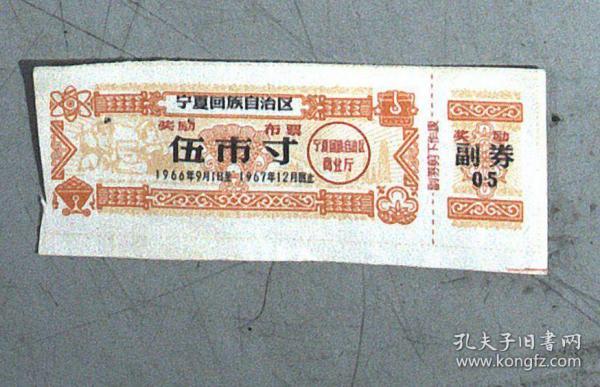 宁夏回族自治区
奖励 布票
伍市寸
宁夏回族自治区
商业厅
1966年9月1日至1967年12月底止
奖励
副券
0.5
孔夫子旧书网
www.kongfz.com